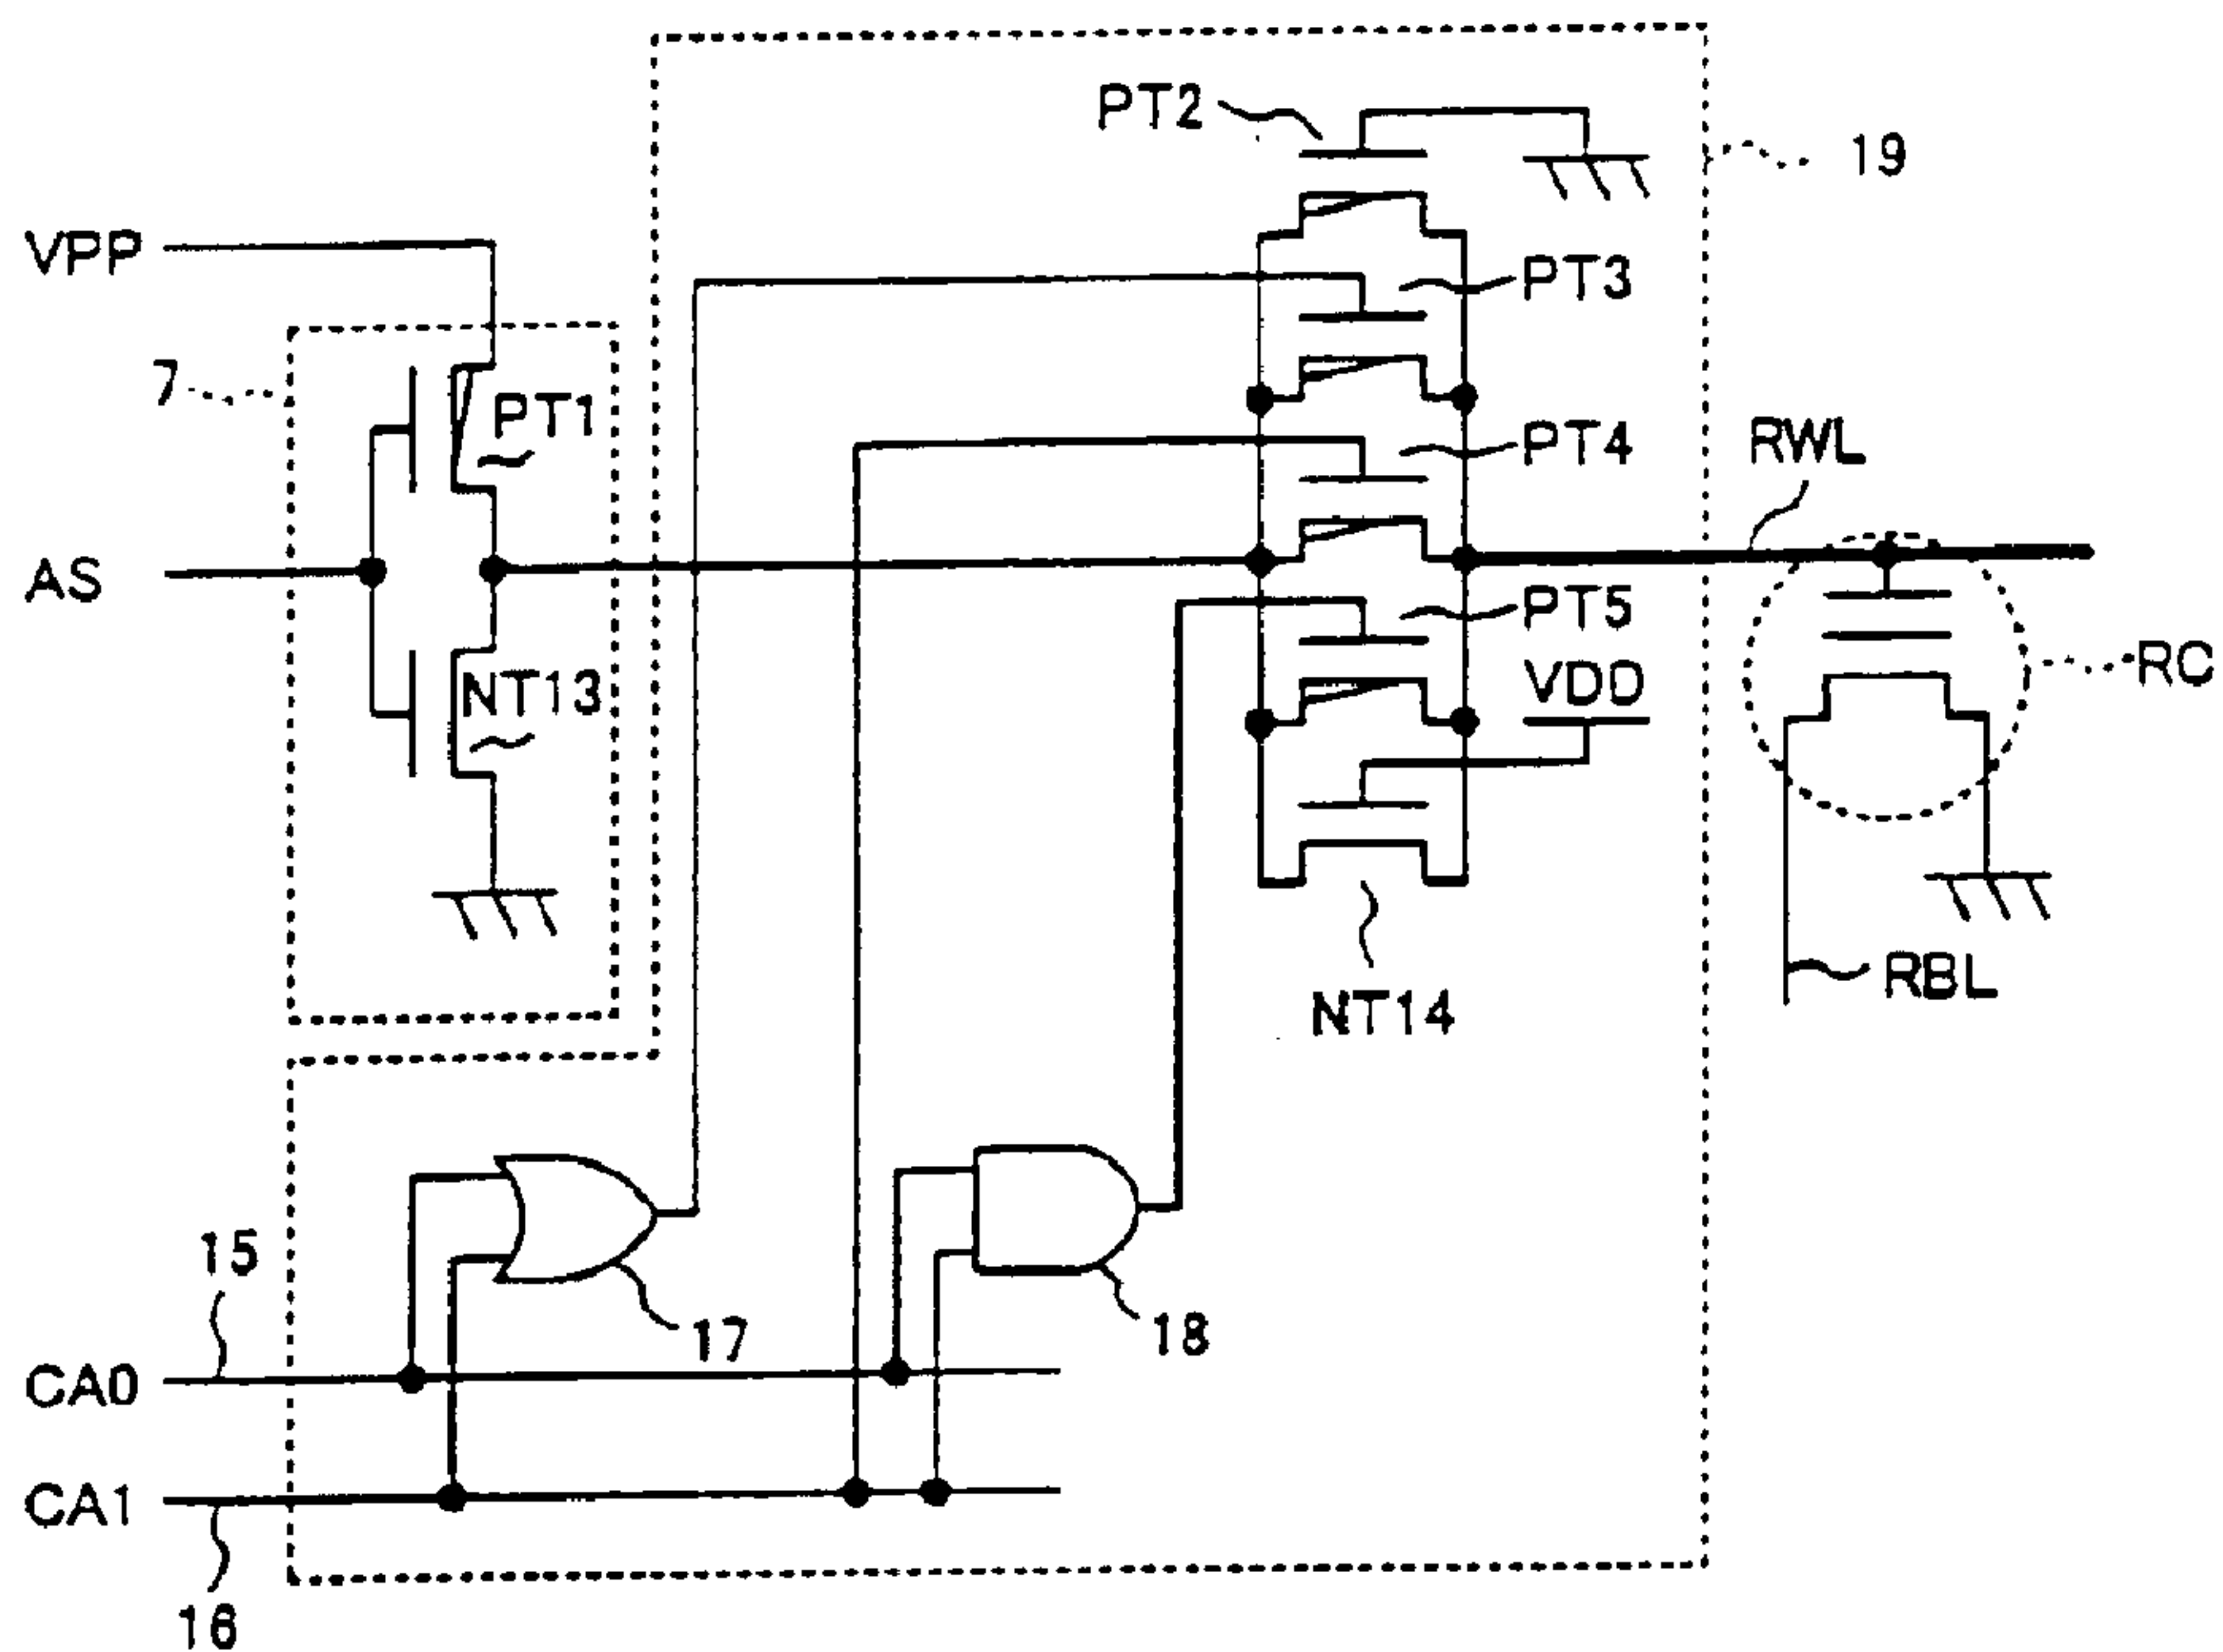 PT2
19
VPP
PT3
7
PT1
PT4
RWL
AS
PT5
NT13
VDD
RC
RBL
NT14
15
17
18
CA0
CA1
16